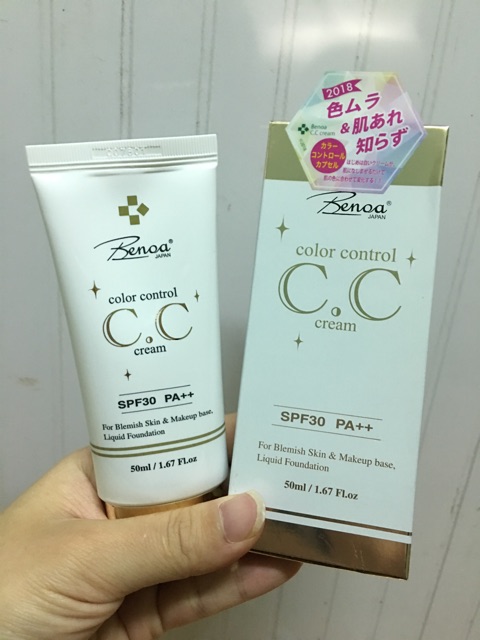 Benoa®
JAPAN
color control
C.C
cream
SPF30 PA++
For Blemish Skin & Makeup base,
Liquid Foundation
50ml / 1.67 Fl.oz
2018
色ムラ
&肌あれ
知らず
Benoa
C.C cream
カラー
コントロール
カプセル
Benoa®
JAPAN
color control
C.C
cream
SPF30 PA++
For Blemish Skin & Makeup base,
Liquid Foundation
50ml / 1.67 Fl.oz